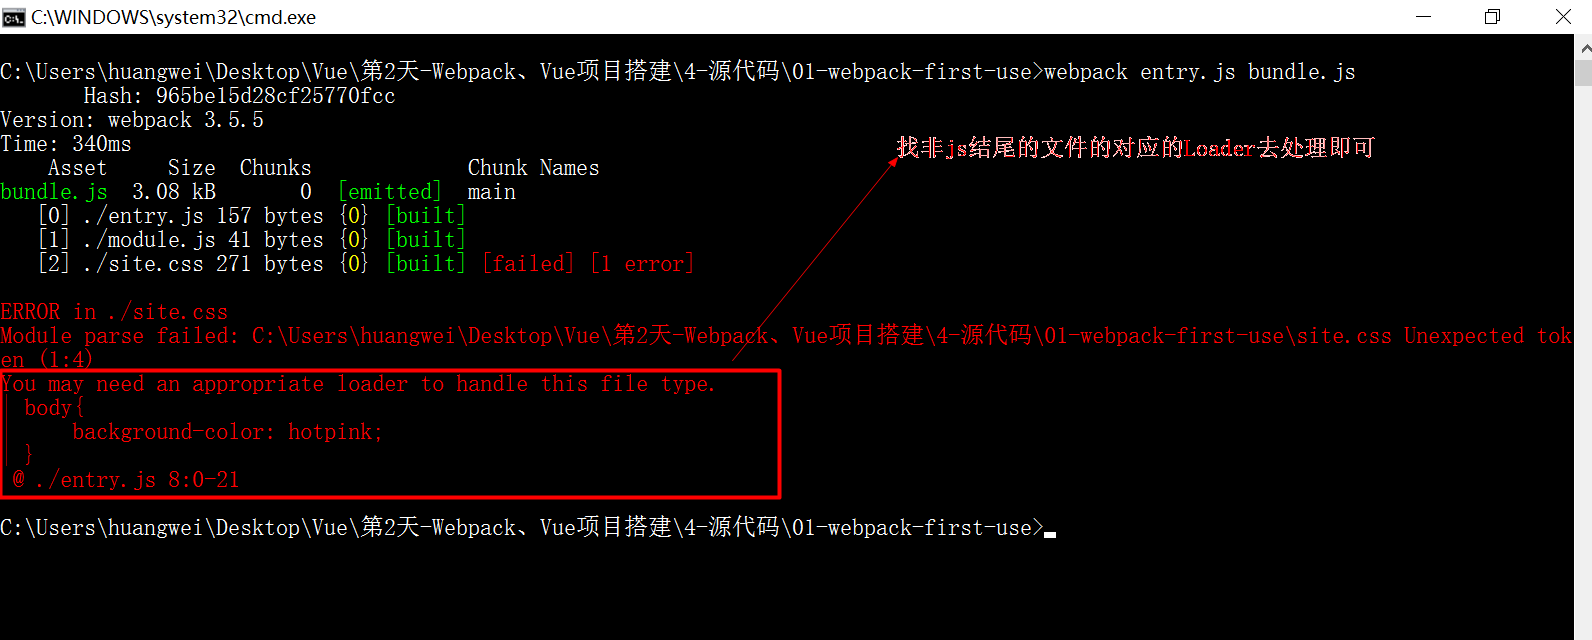 C:\WINDOWS\system32\cmd.exe
C:\Users\huangwei\Desktop\Vue\第2天-Webpack、Vue项目搭建\4-源代码\01-webpack-first-use>webpack entry.js bundle.js
Hash: 965be15d28cf25770fcc
Version: webpack 3.5.5
Time: 340ms
Asset Size Chunks Chunk Names
bundle.js 3.08 kB 0 [emitted] main
[0] ./entry.js 157 bytes {0} [built]
[1] ./module.js 41 bytes {0} [built]
[2] ./site.css 271 bytes {0} [built] [failed] [1 error]
找非js结尾的文件的对应的Loader去处理即可
ERROR in ./site.css
Module parse failed: C:\Users\huangwei\Desktop\Vue\第2天-Webpack、Vue项目搭建\4-源代码\01-webpack-first-use\site.css Unexpected tok
en (1:4)
You may need an appropriate loader to handle this file type.
| body{
|     background-color: hotpink;
| }
@ ./entry.js 8:0-21
C:\Users\huangwei\Desktop\Vue\第2天-Webpack、Vue项目搭建\4-源代码\01-webpack-first-use>